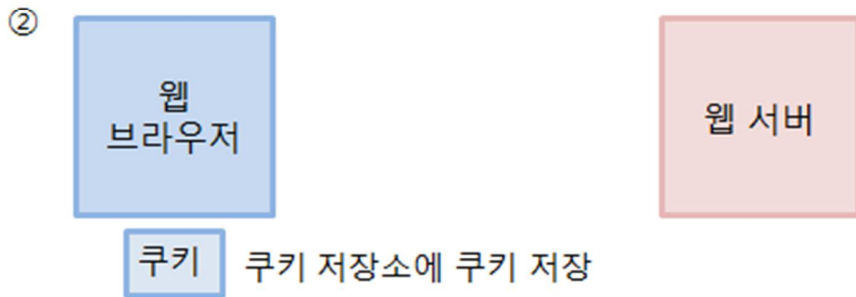 ②
웹
브라우저
웹 서버
쿠키
쿠키 저장소에 쿠키 저장